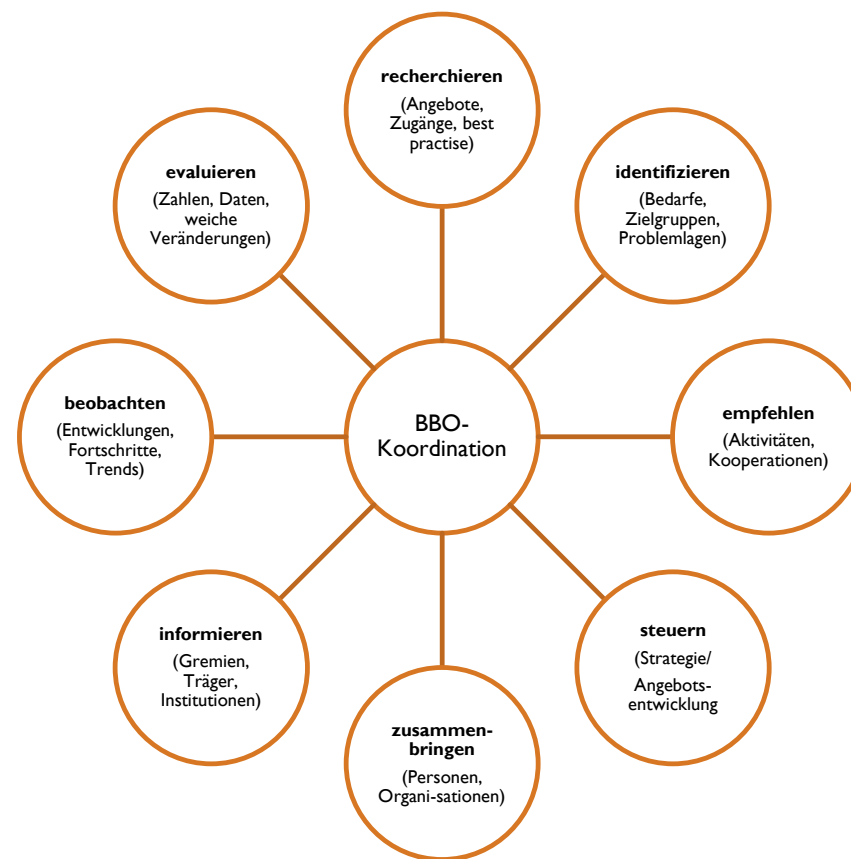 recherchieren
(Angebote,
Zugänge, best
practise)
identifizieren
(Bedarfe,
Zielgruppen,
Problemlagen)
empfehlen
(Aktivitäten,
Kooperationen)
steuern
(Strategie/
Angebots-
entwicklung
zusammen-
bringen
(Personen,
Organi-sationen)
informieren
(Gremien,
Träger,
Institutionen)
beobachten
(Entwicklungen,
Fortschritte,
Trends)
evaluieren
(Zahlen, Daten,
weiche
Veränderungen)
BBO-
Koordination